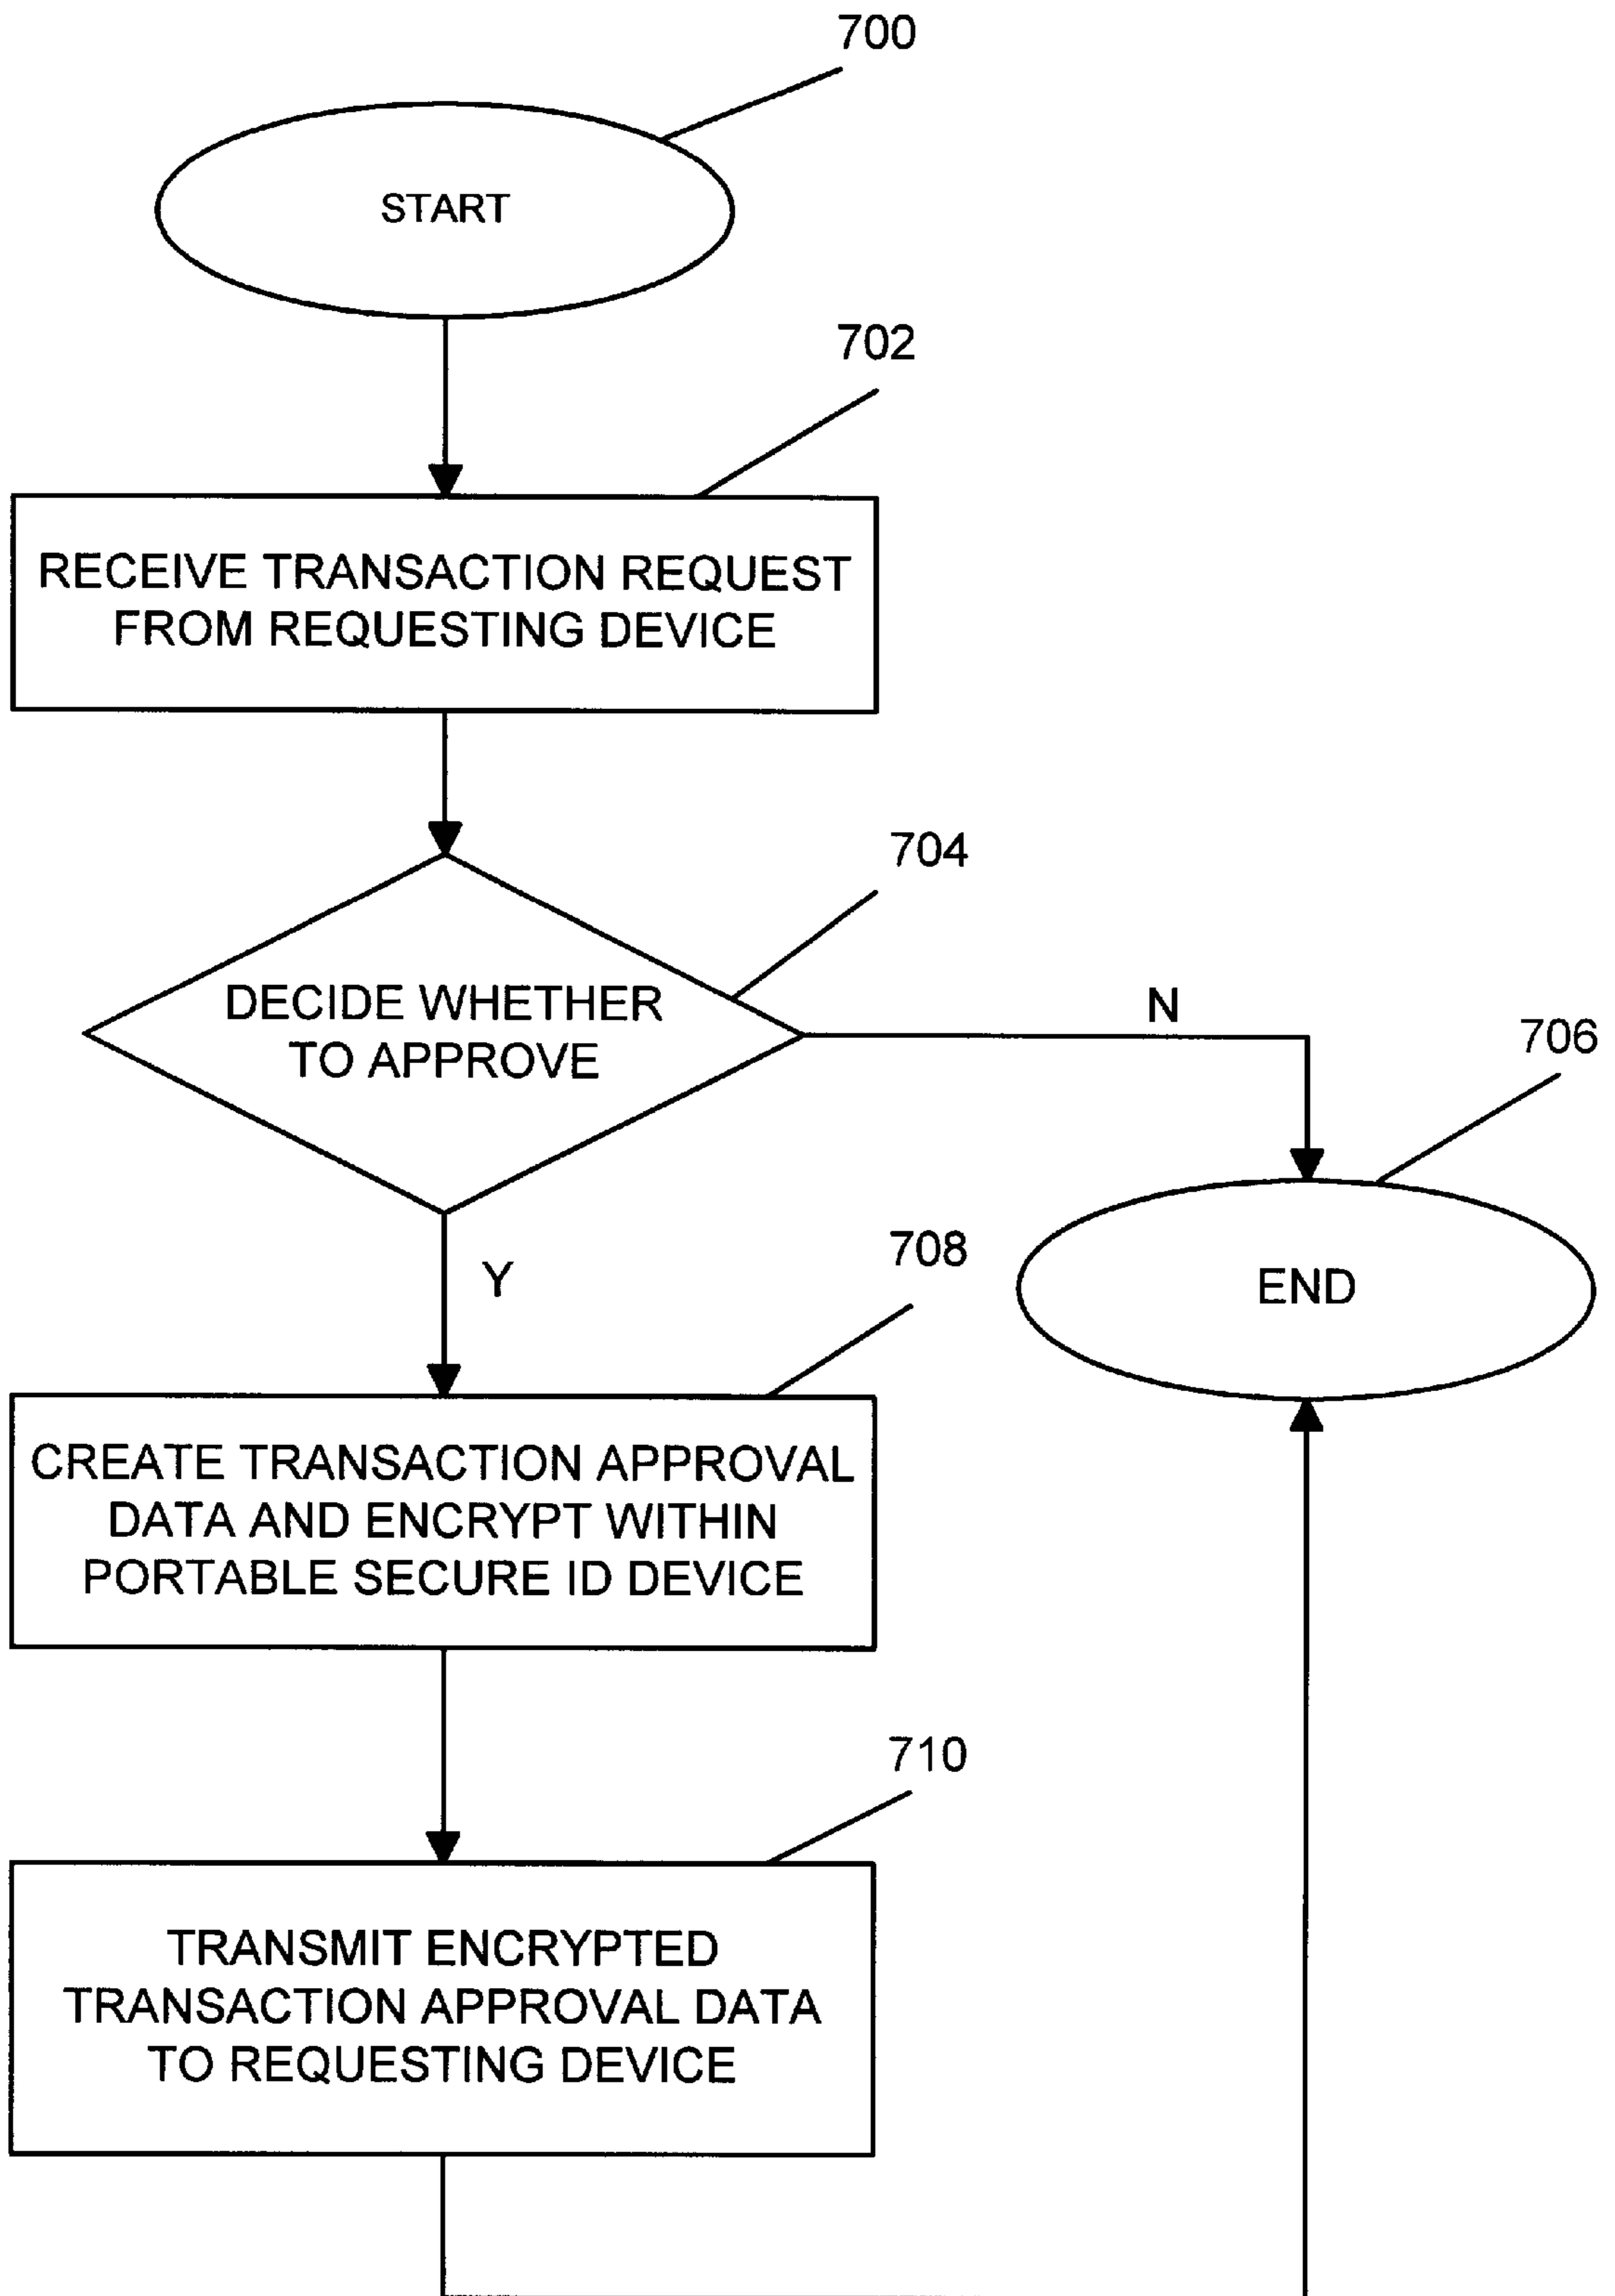 700
START
702
RECEIVE TRANSACTION REQUEST
FROM REQUESTING DEVICE
704
DECIDE WHETHER
TO APPROVE
N
706
END
Y
708
CREATE TRANSACTION APPROVAL
DATA AND ENCRYPT WITHIN
PORTABLE SECURE ID DEVICE
710
TRANSMIT ENCRYPTED
TRANSACTION APPROVAL DATA
TO REQUESTING DEVICE